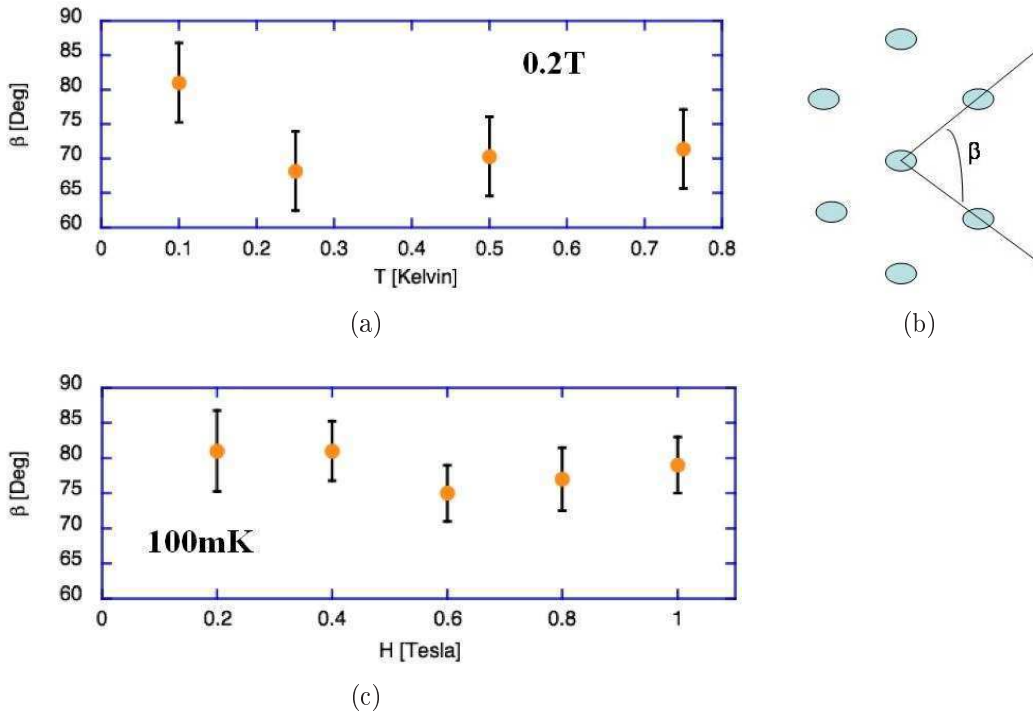 90
85
80
75
70
65
60
β [Deg]
0.2T
0 0.1 0.2 0.3 0.4 0.5 0.6 0.7 0.8
T [Kelvin]
(a)
β
(b)
90
85
80
75
70
65
60
β [Deg]
100mK
0 0.2 0.4 0.6 0.8 1
H [Tesla]
(c)